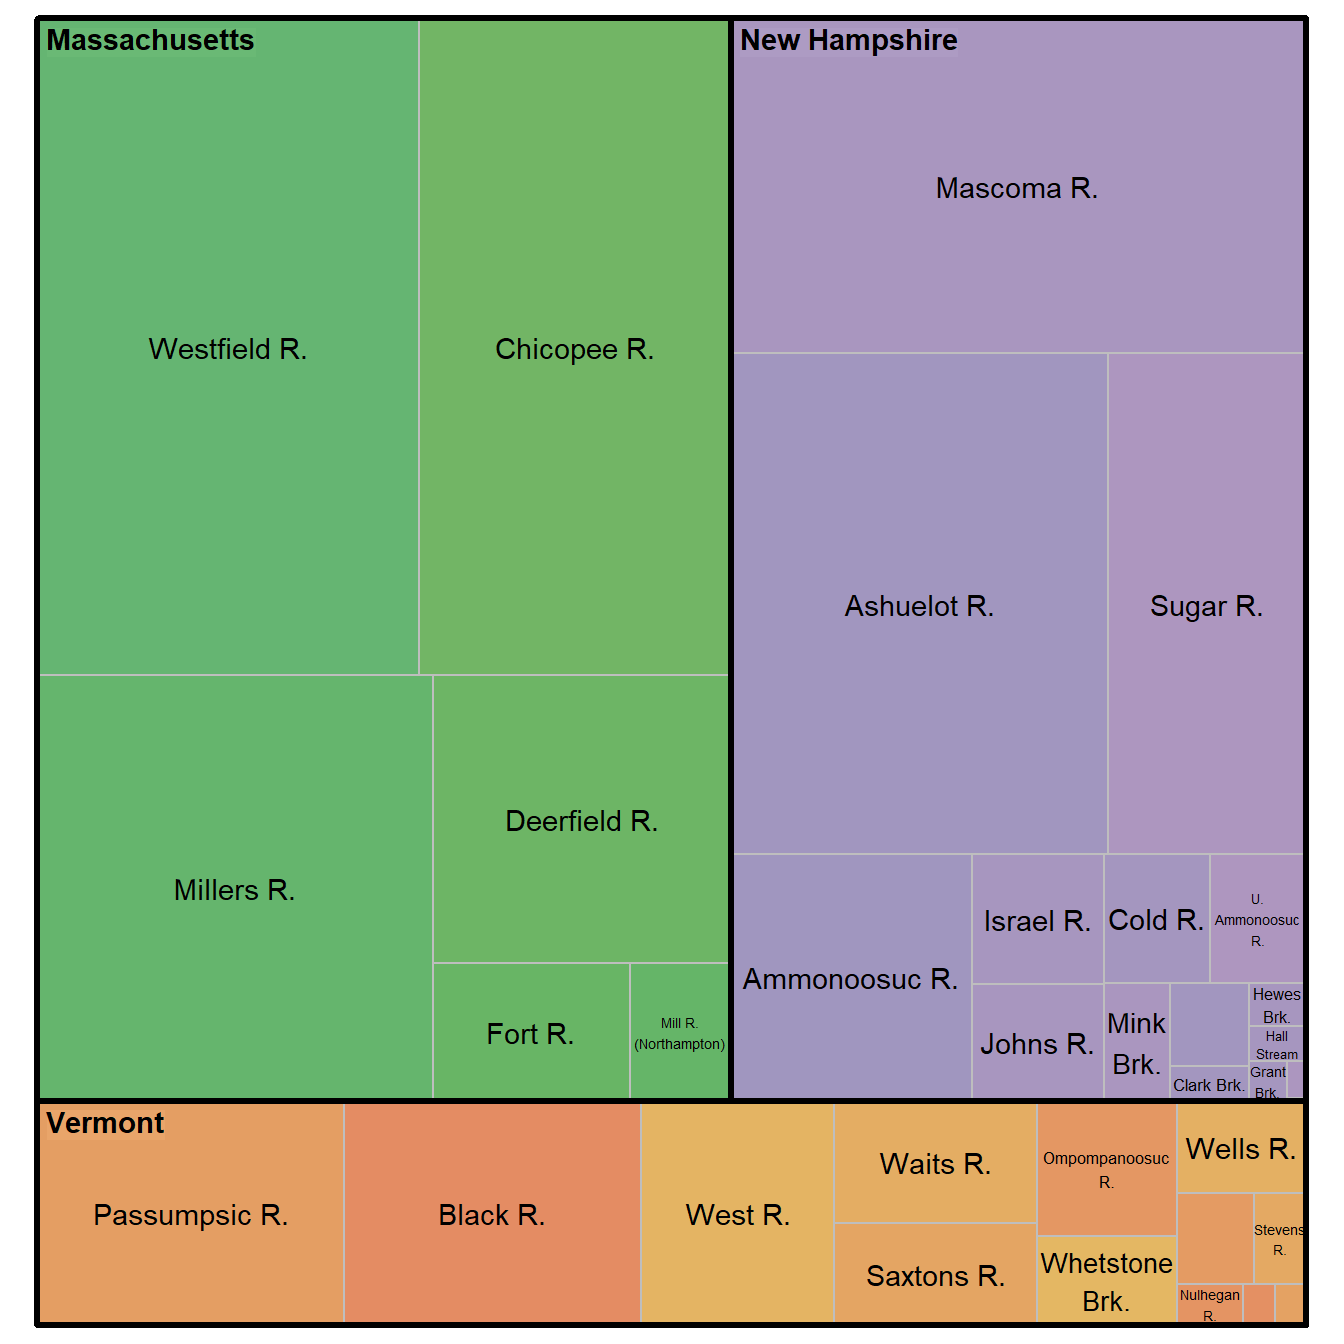 Massachusetts
New Hampshire
Mascoma R.
Westfield R.
Chicopee R.
Ashuelot R.
Sugar R.
Deerfield R.
Millers R.
U.
Ammonoosuc
R.
Israel R.
Cold R.
Ammonoosuc R.
Hewes
Brk.
Fort R.
Mill R.
(Northampton)
Johns R.
Mink
Brk.
Hall
Stream
Clark Brk.
Grant
Brk.
Vermont
Passumpsic R.
Black R.
West R.
Waits R.
Saxtons R.
Ompompanoosuc
R.
Whetstone
Brk.
Wells R.
Stevens
R.
Nulhegan
R.